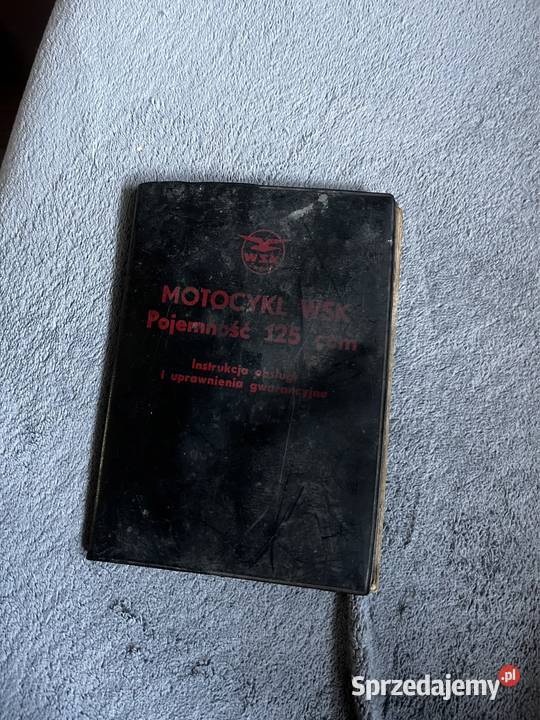 WSK
MOTOCYKL WSK
Pojemność 125 ccm
Instrukcja obsługi
i uprawnienia gwarancyjne
Sprzedajemy.pl